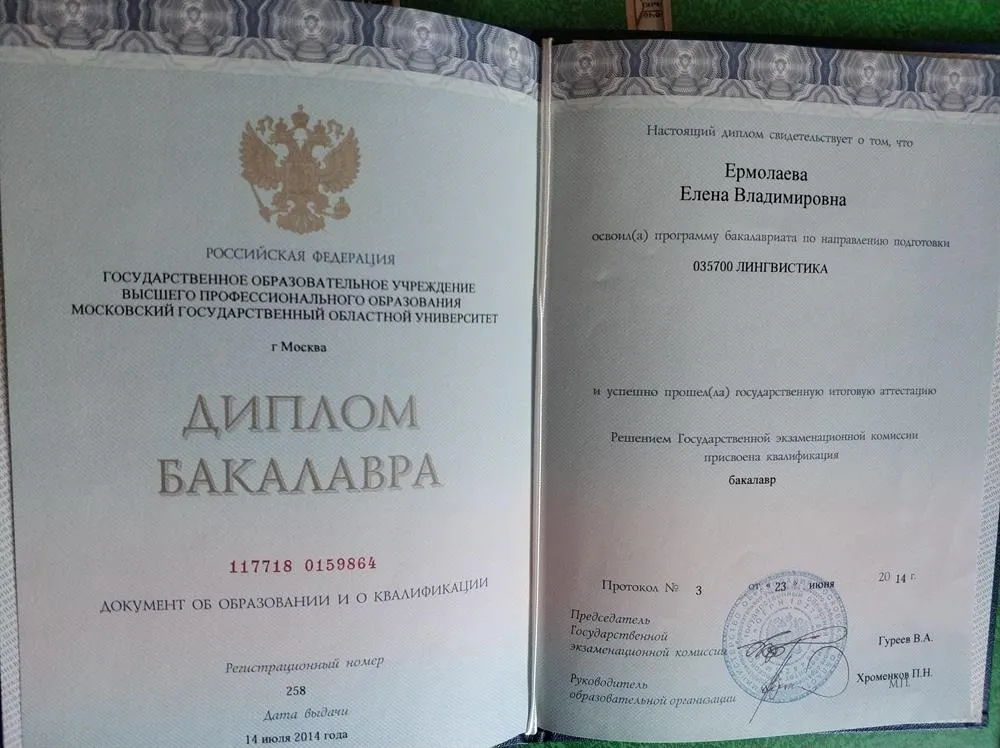 РОССИЙСКАЯ ФЕДЕРАЦИЯ
ГОСУДАРСТВЕННОЕ ОБРАЗОВАТЕЛЬНОЕ УЧРЕЖДЕНИЕ
ВЫСШЕГО ПРОФЕССИОНАЛЬНОГО ОБРАЗОВАНИЯ
МОСКОВСКИЙ ГОСУДАРСТВЕННЫЙ ОБЛАСТНОЙ УНИВЕРСИТЕТ
г Москва
ДИПЛОМ
БАКАЛАВРА
117718 0159864
ДОКУМЕНТ ОБ ОБРАЗОВАНИИ И О КВАЛИФИКАЦИИ
Регистрационный номер
258
Дата выдачи
14 июля 2014 года
Настоящий диплом свидетельствует о том, что
Ермолаева
Елена Владимировна
освоил(а) программу бакалавриата по направлению подготовки
035700 ЛИНГВИСТИКА
и успешно прошел(ла) государственную итоговую аттестацию
Решением Государственной экзаменационной комиссии
присвоена квалификация
бакалавр
Протокол № 3 от « 23 » июня 20 14 г.
Председатель
Государственной
экзаменационной комиссии
Гуреев В.А.
Руководитель
образовательной организации
Хроменков П.Н.
М.П.